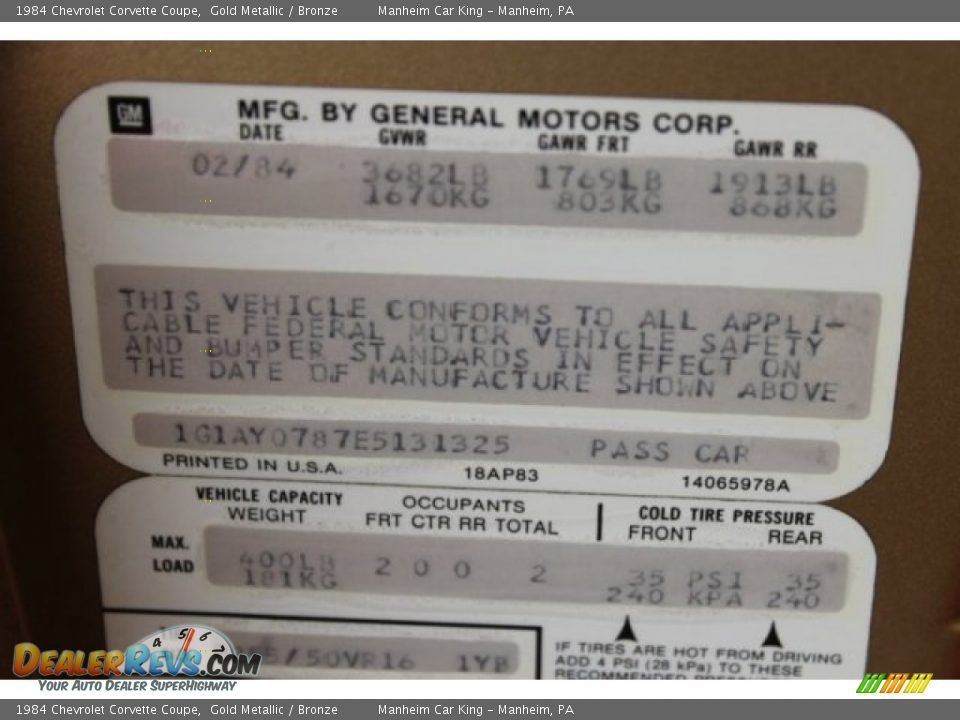 1984 Chevrolet Corvette Coupe, Gold Metallic / Bronze Manheim Car King - Manheim, PA
GM MFG. BY GENERAL MOTORS CORP.
DATE GVWR GAWR FRT GAWR RR
02/84 3682LB 1769LB 1913LB
1670KG 803KG 868KG
THIS VEHICLE CONFORMS TO ALL APPLI-
CABLE FEDERAL MOTOR VEHICLE SAFETY
AND BUMPER STANDARDS IN EFFECT ON
THE DATE OF MANUFACTURE SHOWN ABOVE
1G1AY0787E5131325 PASS CAR
PRINTED IN U.S.A. 18AP83 14065978A
VEHICLE CAPACITY OCCUPANTS COLD TIRE PRESSURE
WEIGHT FRT CTR RR TOTAL FRONT REAR
MAX. LOAD 400LB 2 0 0 2 35 PSI 35
181KG 240 KPA 240
/50VR16 1YB
IF TIRES ARE HOT FROM DRIVING
ADD 4 PSI (28 kPa) TO THESE
RECOMMENDED
4 5 6 7
DEALERREVS.COM
YOUR AUTO DEALER SUPERHIGHWAY
1984 Chevrolet Corvette Coupe, Gold Metallic / Bronze Manheim Car King - Manheim, PA